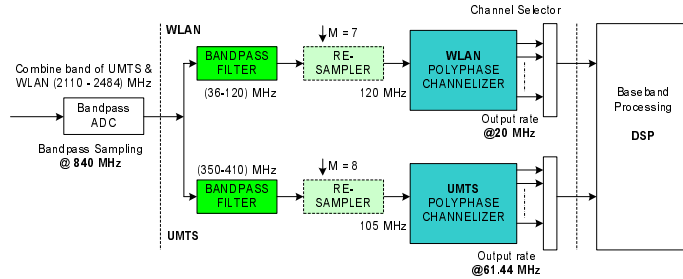 Channel Selector
WLAN
M = 7
Combine band of UMTS &
WLAN (2110 - 2484) MHz
BANDPASS
FILTER
RE-
SAMPLER
WLAN
POLYPHASE
CHANNELIZER
(36-120) MHz
120 MHz
Bandpass
ADC
Output rate
@20 MHz
Baseband
Processing
DSP
Bandpass Sampling
@ 840 MHz
(350-410) MHz
M = 8
BANDPASS
FILTER
RE-
SAMPLER
UMTS
POLYPHASE
CHANNELIZER
105 MHz
UMTS
Output rate
@61.44 MHz